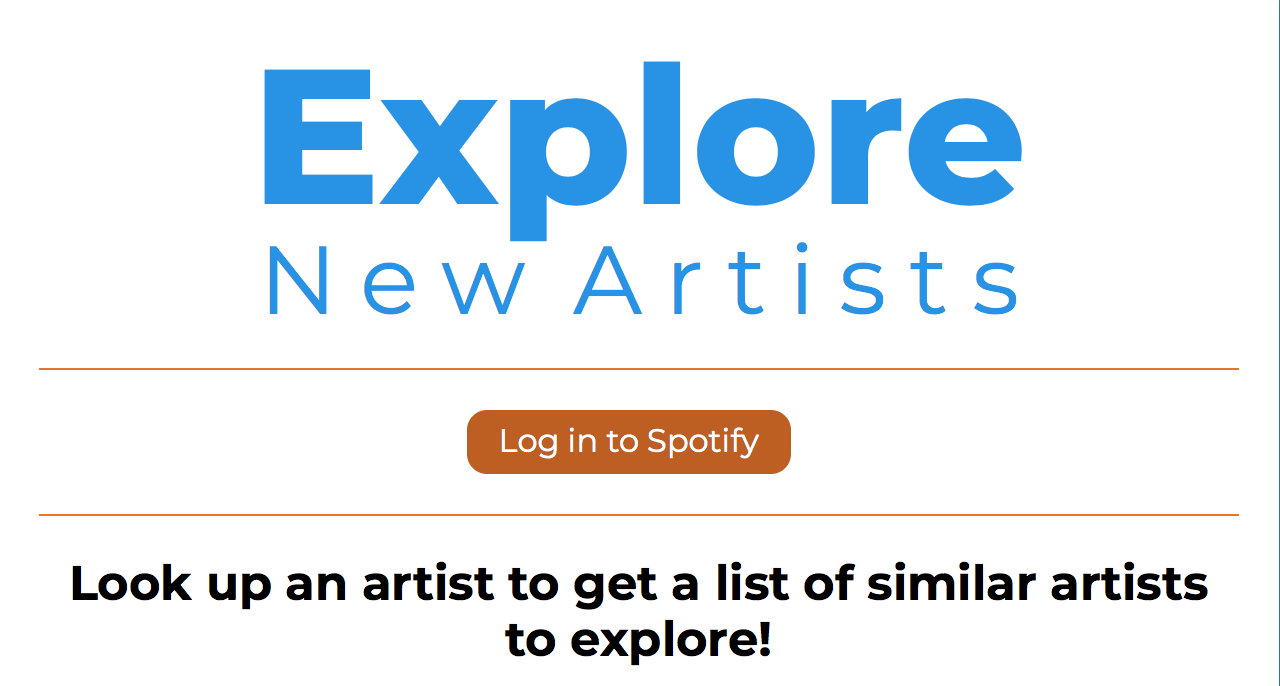 Explore
New Artists
Log in to Spotify
Look up an artist to get a list of similar artists
to explore!